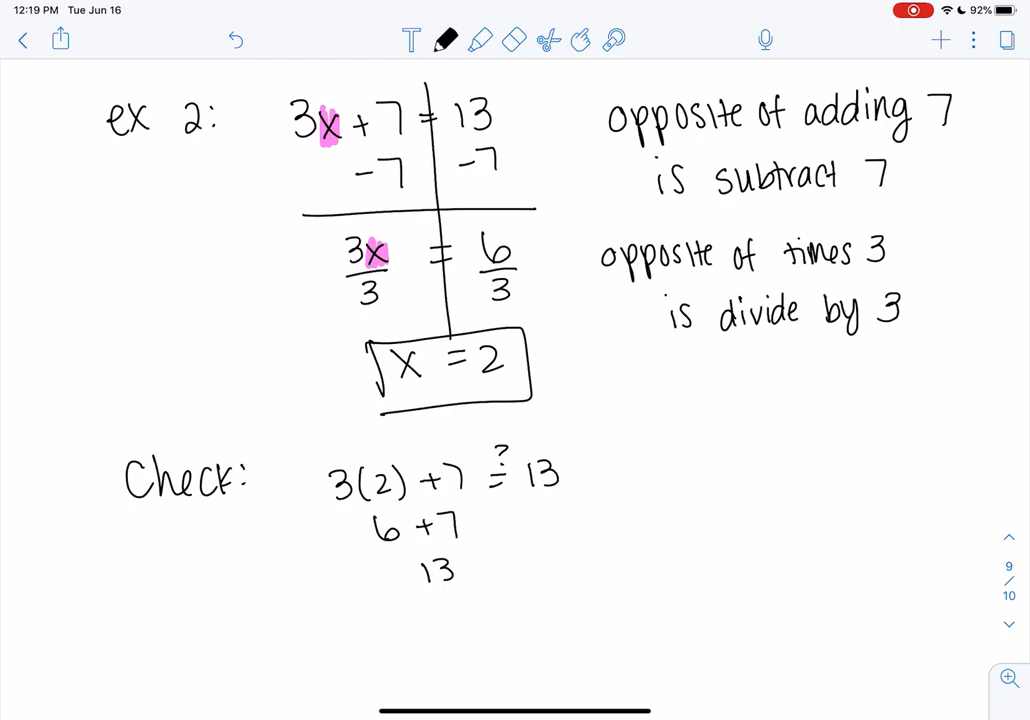 12:19 PM Tue Jun 16 92%
T
ex 2: 3x + 7 = 13 opposite of adding 7
-7 -7 is subtract 7
3x = 6 opposite of times 3
3 3 is divide by 3
x = 2
Check: 3(2) + 7 ≟ 13
6 + 7
13
9
/
10